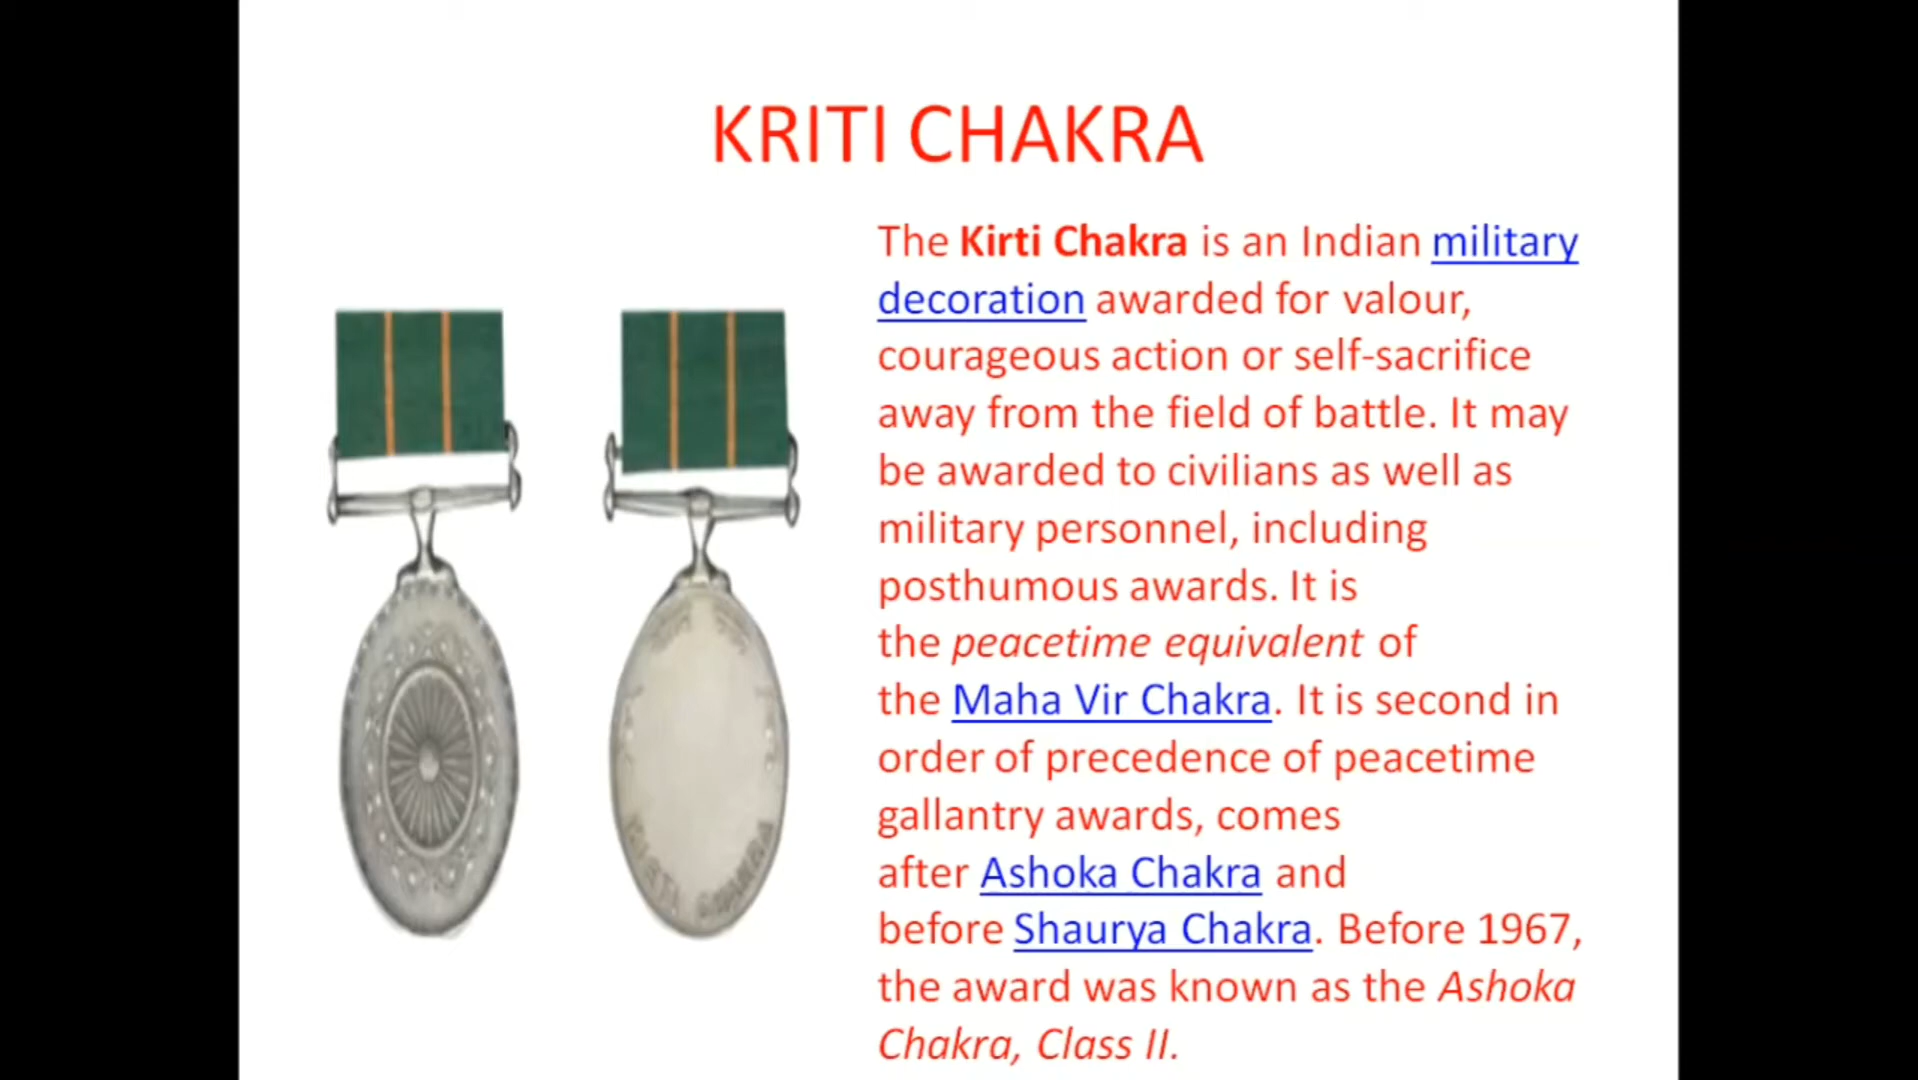 KRITI CHAKRA
The Kirti Chakra is an Indian military
decoration awarded for valour,
courageous action or self-sacrifice
away from the field of battle. It may
be awarded to civilians as well as
military personnel, including
posthumous awards. It is
the peacetime equivalent of
the Maha Vir Chakra. It is second in
order of precedence of peacetime
gallantry awards, comes
after Ashoka Chakra and
before Shaurya Chakra. Before 1967,
the award was known as the Ashoka
Chakra, Class II.